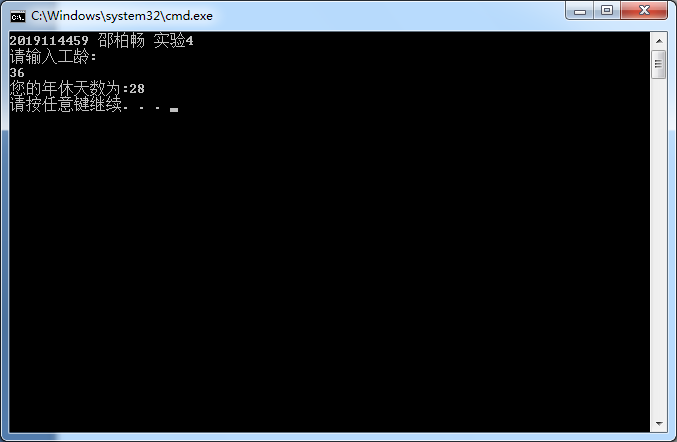 C:\Windows\system32\cmd.exe
2019114459 邵柏畅 实验4
请输入工龄:
36
您的年休天数为:28
请按任意键继续. . .